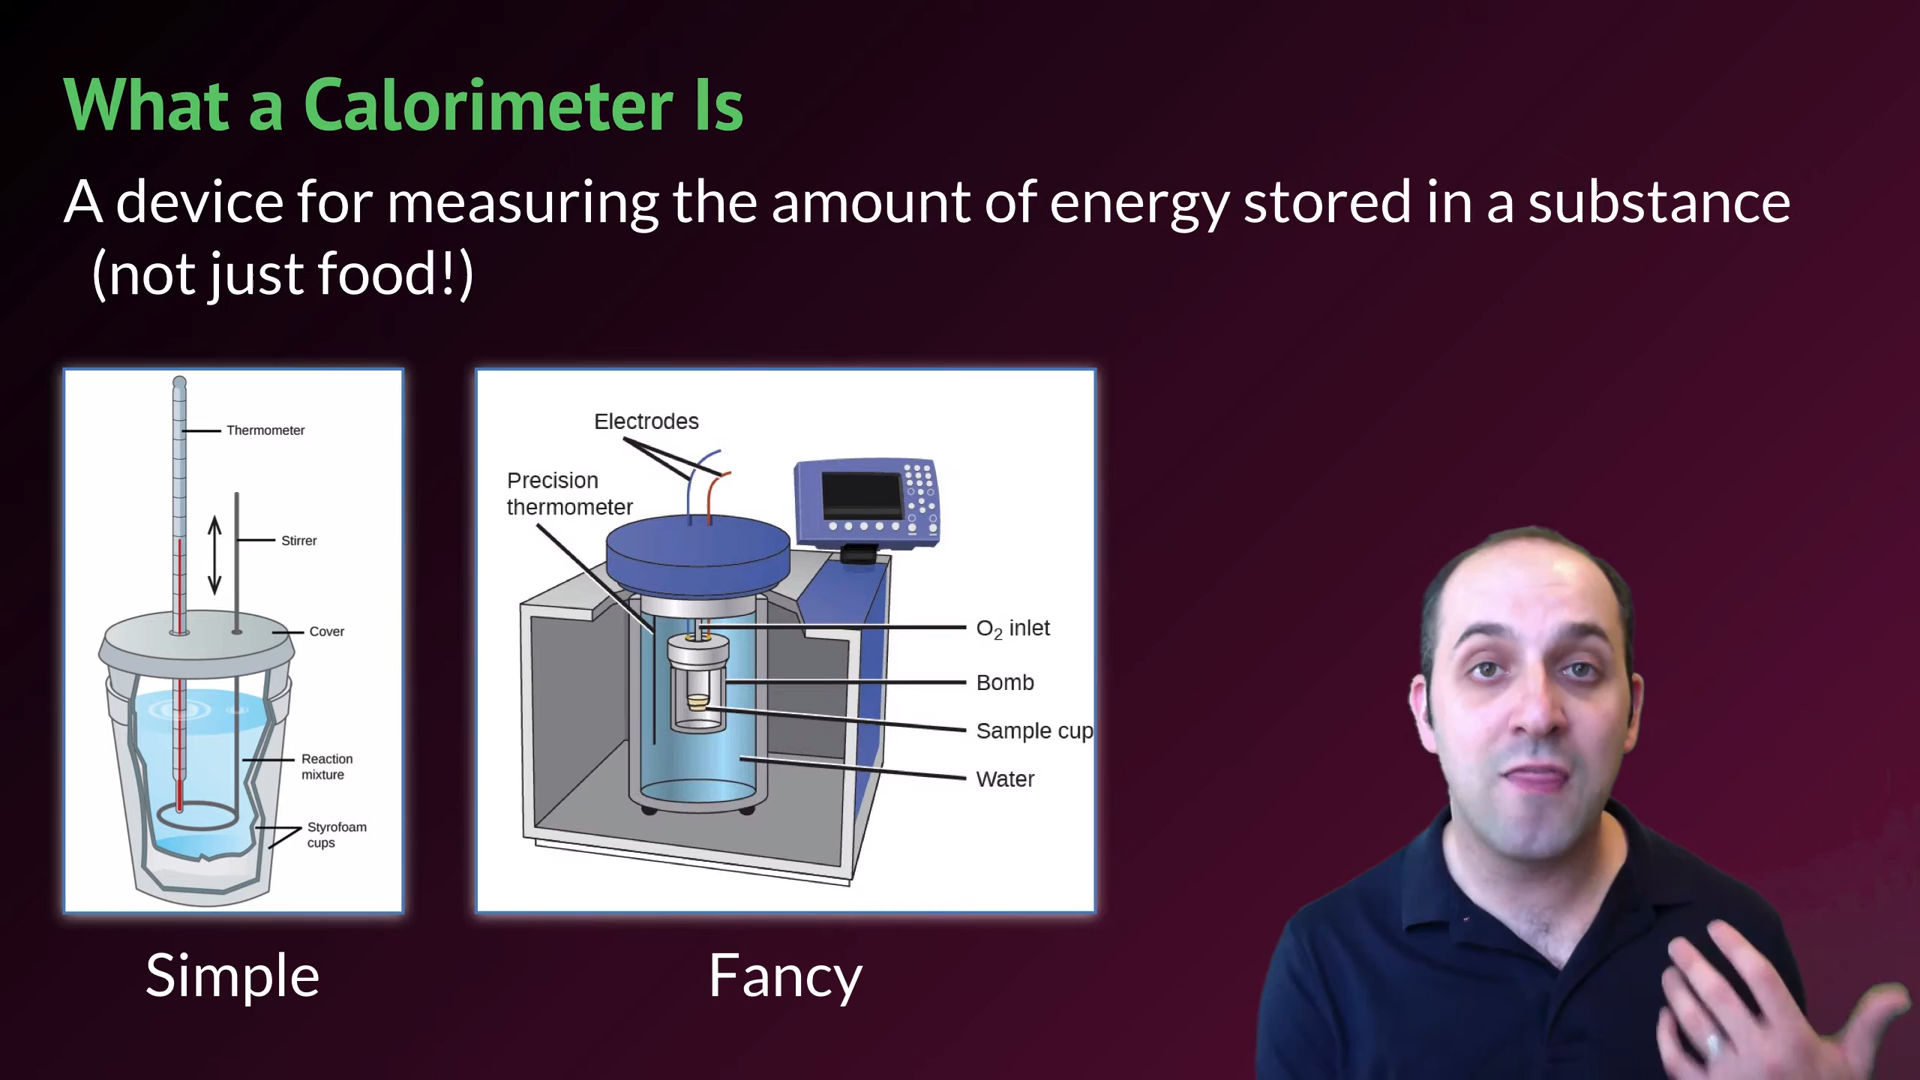 What a Calorimeter Is
A device for measuring the amount of energy stored in a substance
(not just food!)
Thermometer
Stirrer
Cover
Reaction
mixture
Styrofoam
cups
Simple
Electrodes
Precision
thermometer
O₂ inlet
Bomb
Sample cup
Water
Fancy